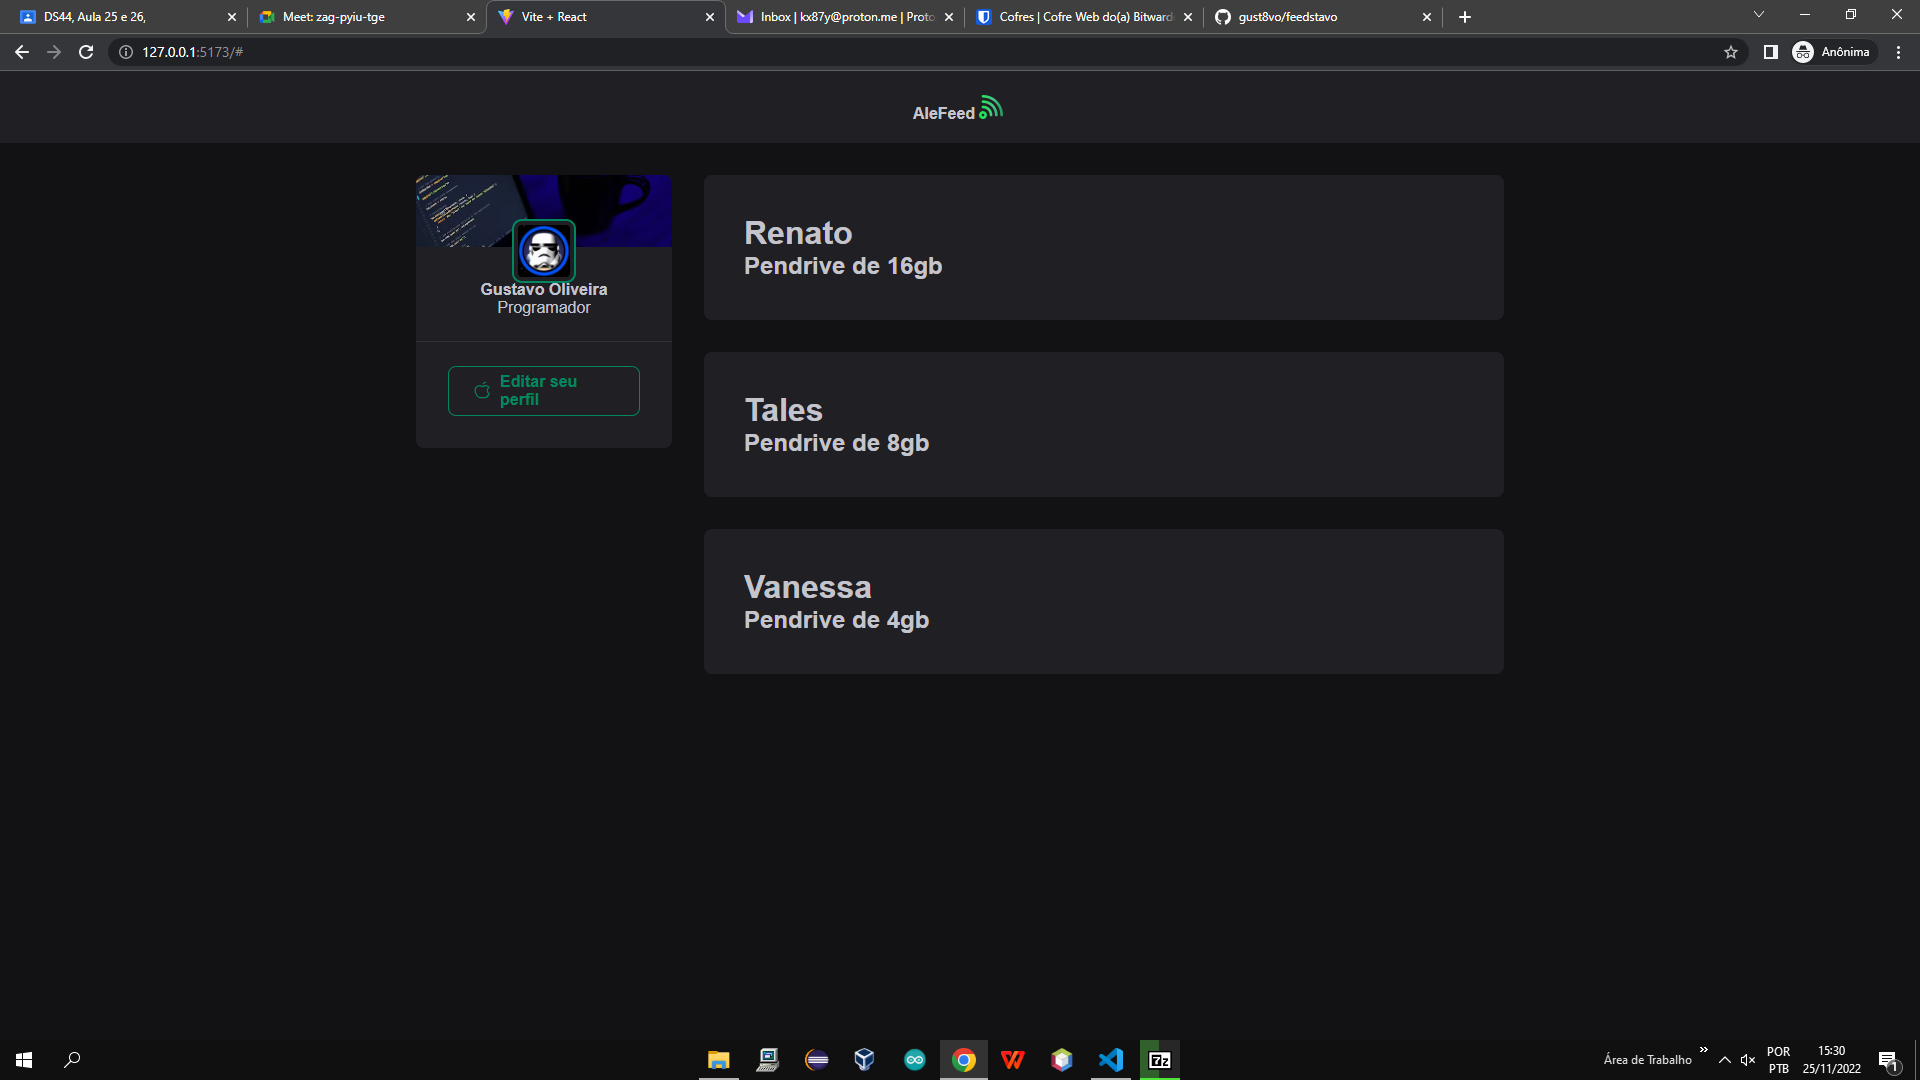 DS44, Aula 25 e 26,
Meet: zag-pyiu-tge
Vite + React
Inbox | kx87y@proton.me | Proto
Cofres | Cofre Web do(a) Bitward
gust8vo/feedstavo
127.0.0.1:5173/#
Anônima
AleFeed
Gustavo Oliveira
Programador
Editar seu
perfil
Renato
Pendrive de 16gb
Tales
Pendrive de 8gb
Vanessa
Pendrive de 4gb
7z
Área de Trabalho
POR
PTB
15:30
25/11/2022
1